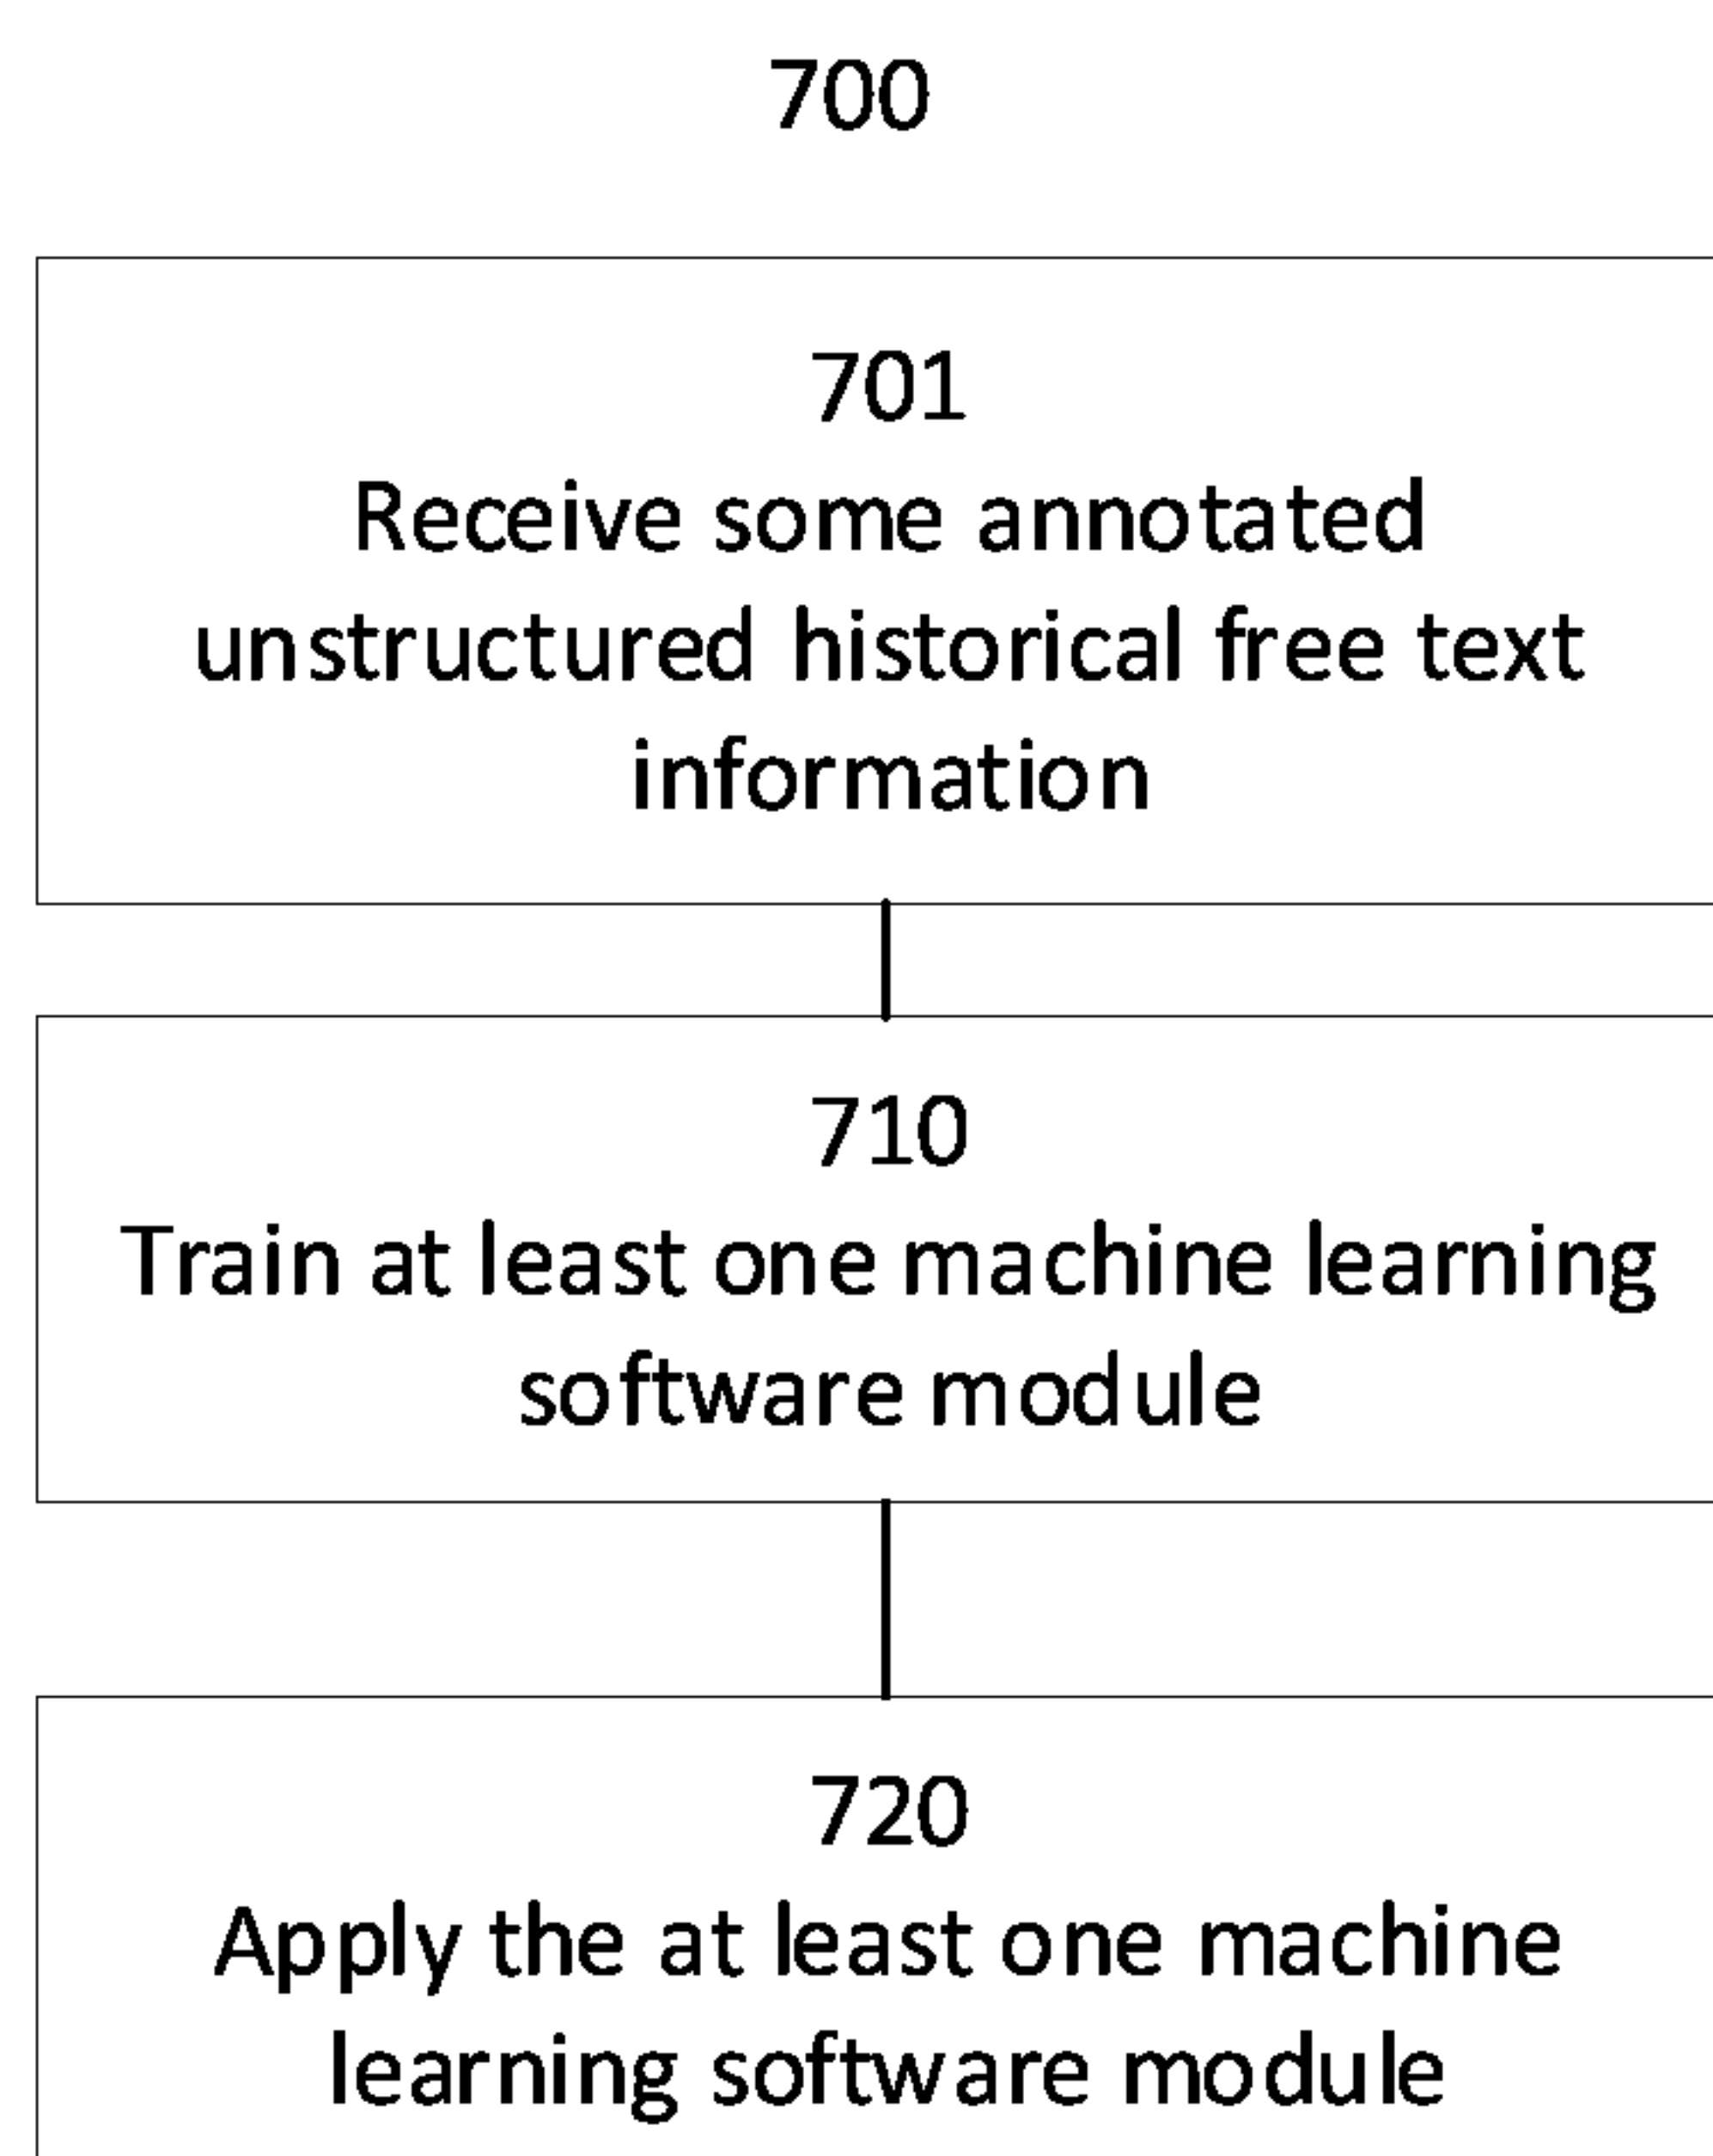 700
701
Receive some annotated
unstructured historical free text
information
710
Train at least one machine learning
software module
720
Apply the at least one machine
learning software module